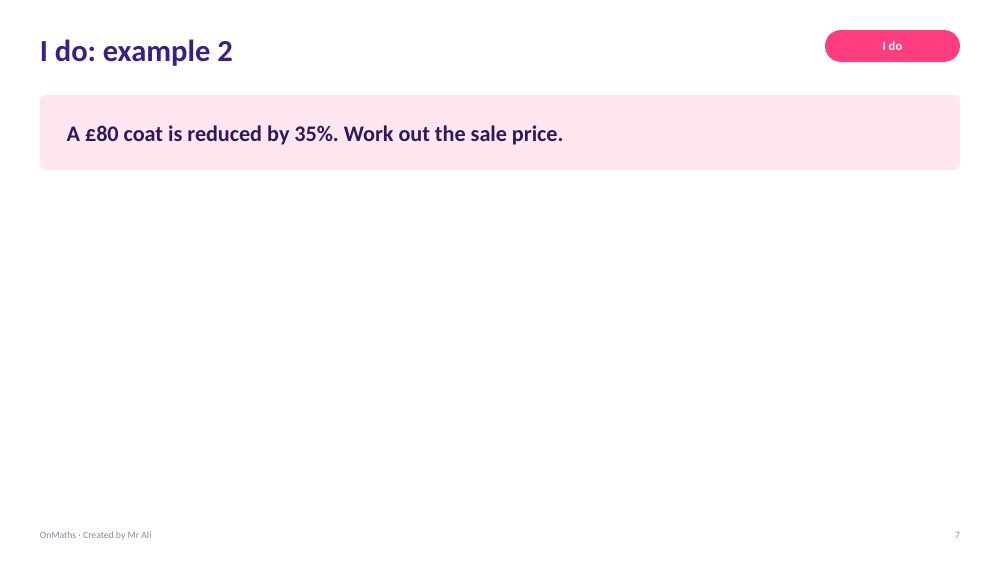 I do: example 2
I do
A £80 coat is reduced by 35%. Work out the sale price.
OnMaths · Created by Mr Ali
7